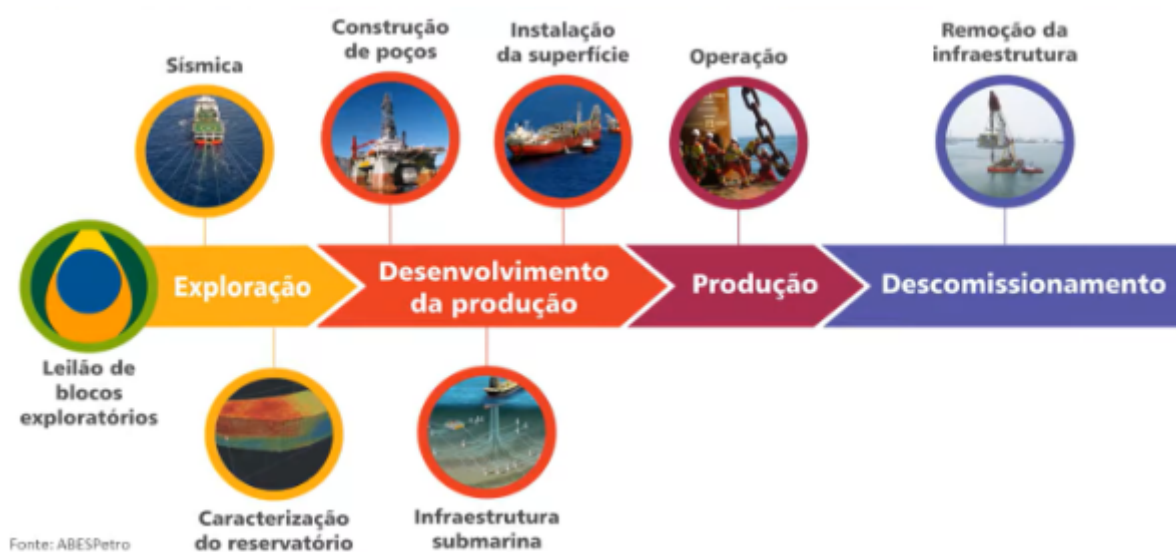 Sísmica
Construção
de poços
Instalação
da superfície
Operação
Remoção da
infraestrutura
Exploração
Desenvolvimento
da produção
Produção
Descomissionamento
Leilão de
blocos
exploratórios
Caracterização
do reservatório
Infraestrutura
submarina
Fonte: ABESPetro